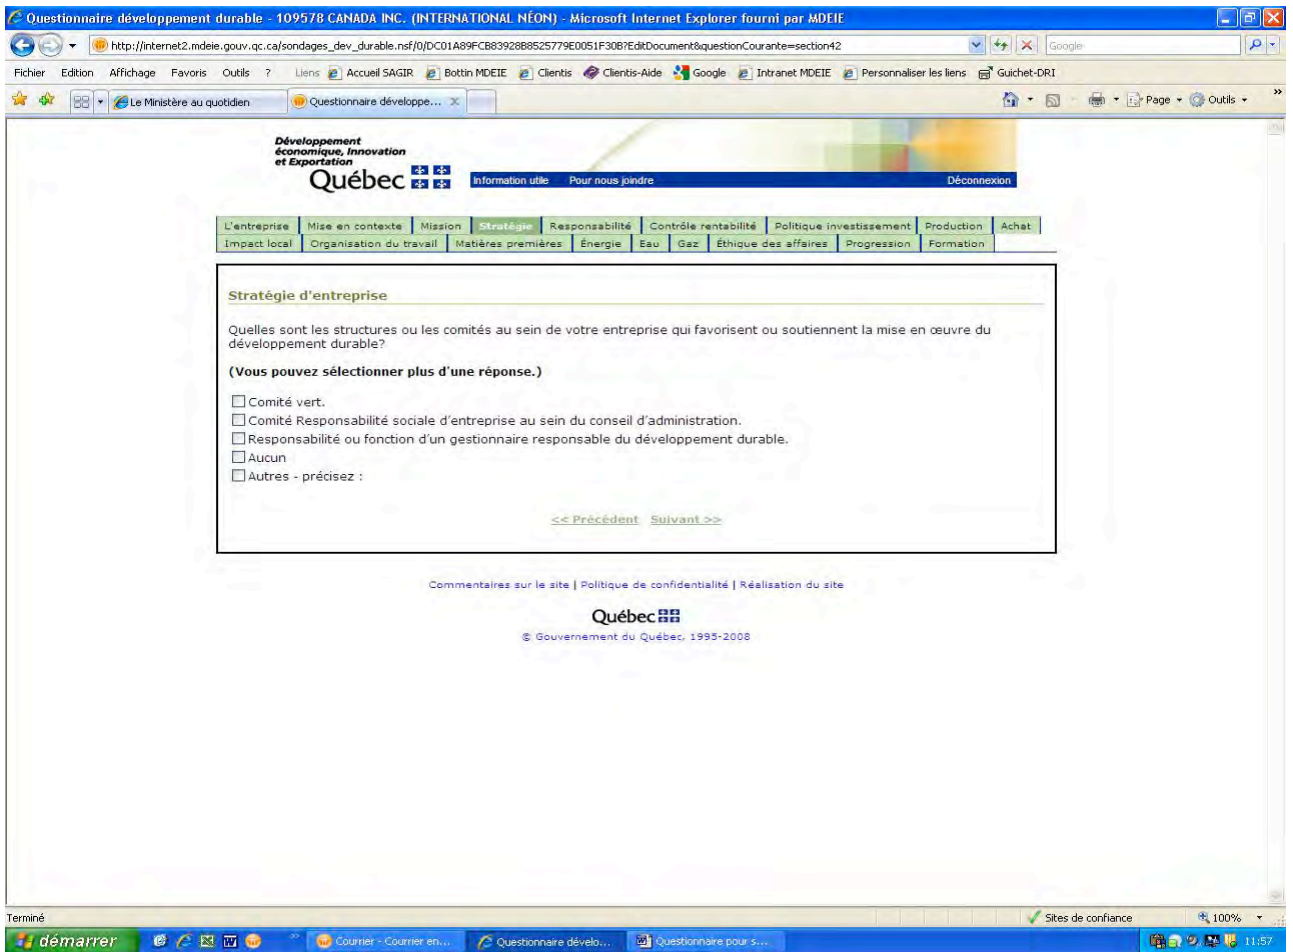 Questionnaire développement durable - 109578 CANADA INC. (INTERNATIONAL NÉON) - Microsoft Internet Explorer fourni par MDEIE
http://internet2.mdeie.gouv.qc.ca/sondages_dev_durable.nsf/0/DC01A89FCB83928B8525779E0051F30B?EditDocument&questionCourante=section42
Google
Fichier Edition Affichage Favoris Outils ? Liens Accueil SAGIR Bottin MDEIE Clientis Clientis-Aide Google Intranet MDEIE Personnaliser les liens Guichet-DRI
Le Ministère au quotidien Questionnaire développe... Page Outils
Développement
économique, Innovation
et Exportation
Québec
Information utile Pour nous joindre Déconnexion
L'entreprise Mise en contexte Mission Stratégie Responsabilité Contrôle rentabilité Politique investissement Production Achat
Impact local Organisation du travail Matières premières Énergie Eau Gaz Éthique des affaires Progression Formation
Stratégie d'entreprise
Quelles sont les structures ou les comités au sein de votre entreprise qui favorisent ou soutiennent la mise en œuvre du
développement durable?
(Vous pouvez sélectionner plus d'une réponse.)
Comité vert.
Comité Responsabilité sociale d'entreprise au sein du conseil d'administration.
Responsabilité ou fonction d'un gestionnaire responsable du développement durable.
Aucun
Autres - précisez :
<< Précédent Suivant >>
Commentaires sur le site | Politique de confidentialité | Réalisation du site
Québec
© Gouvernement du Québec, 1995-2008
Terminé Sites de confiance 100%
démarrer Courrier - Courrier en... Questionnaire dévelo... Questionnaire pour s... 11:57